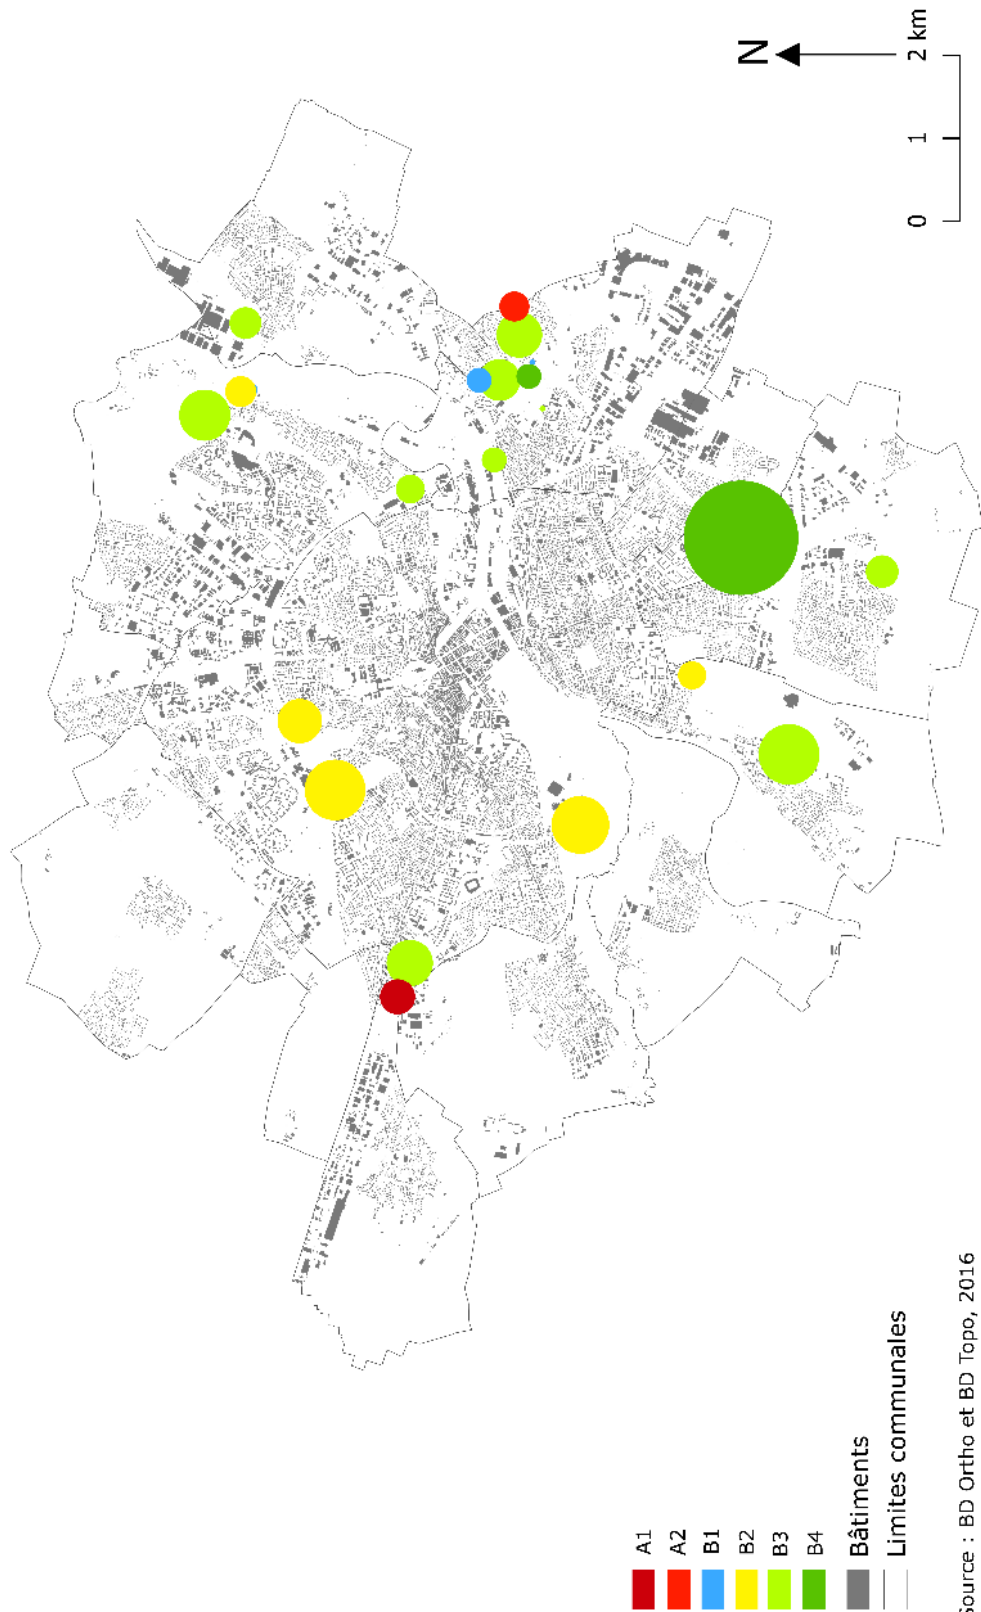 N
0 1 2 km
A1
A2
B1
B2
B3
B4
Bâtiments
Limites communales
Source : BD Ortho et BD Topo, 2016